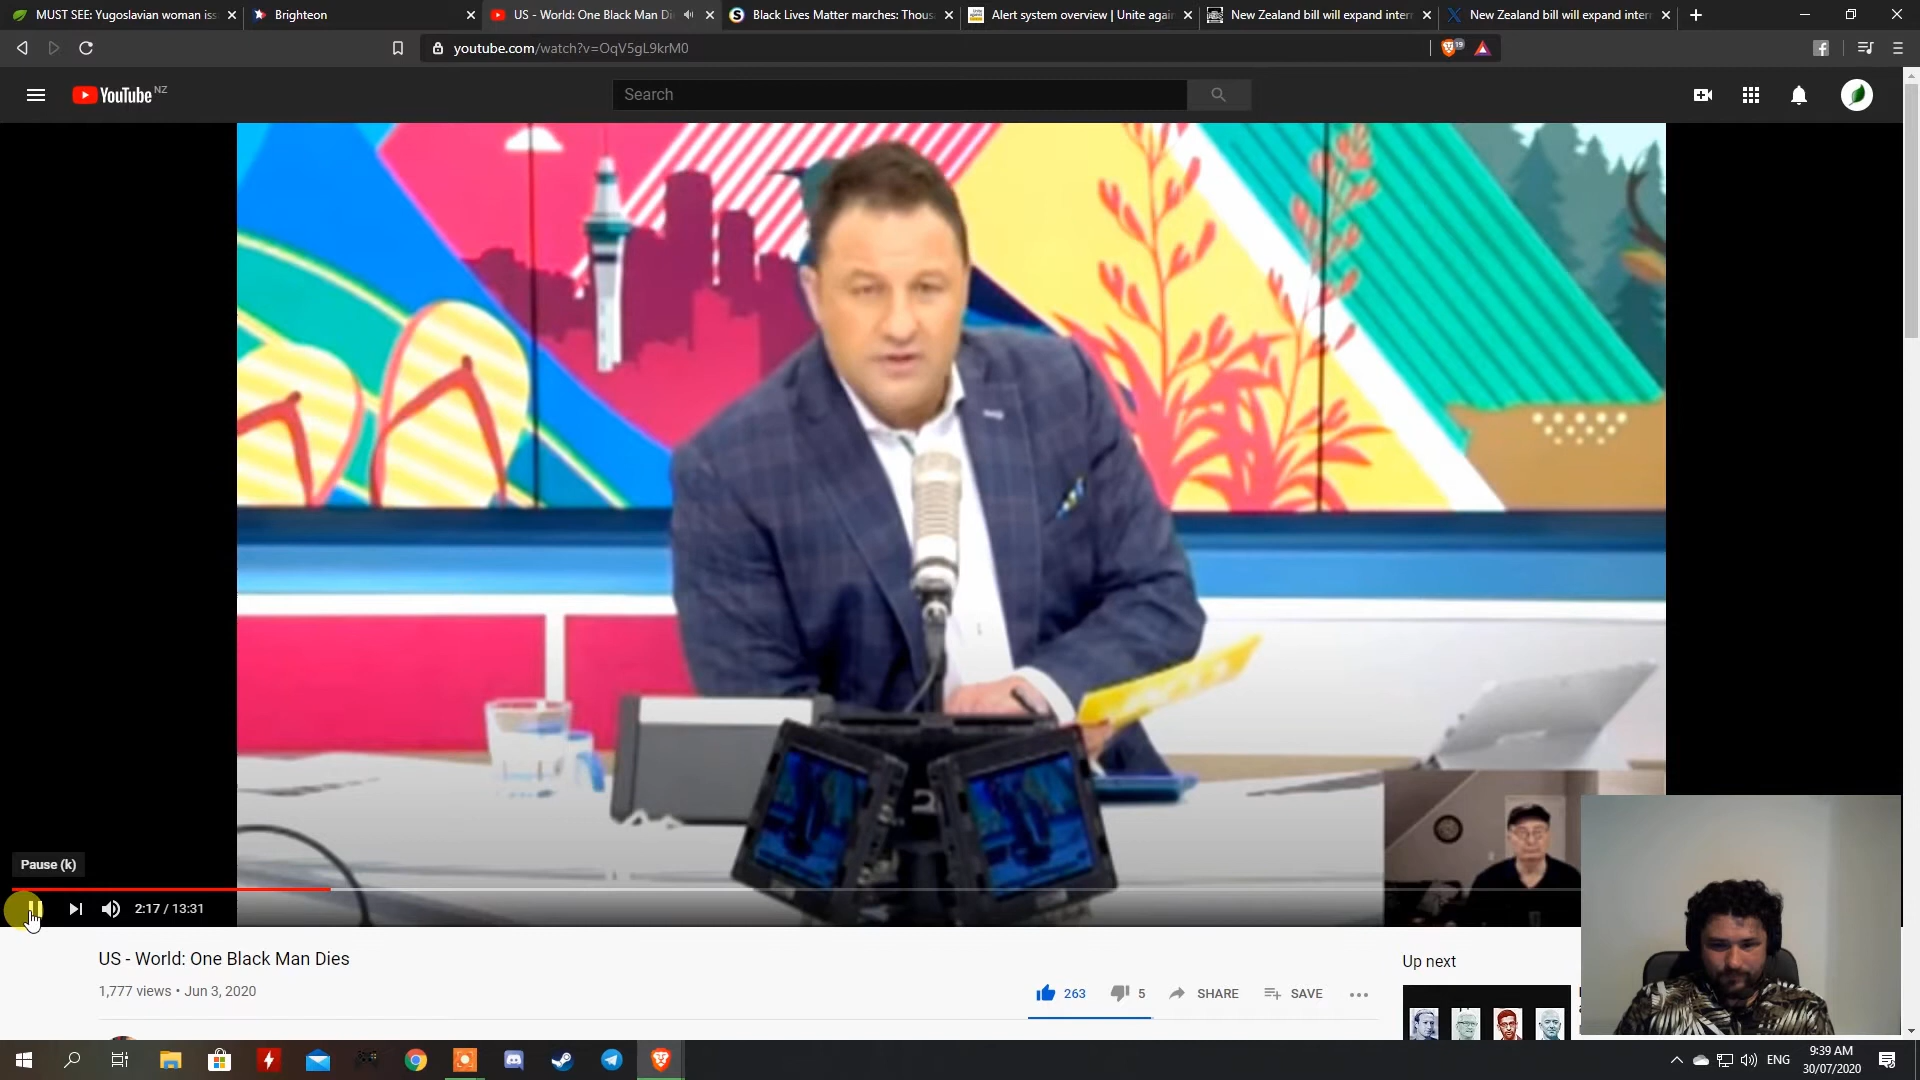 MUST SEE: Yugoslavian woman iss
Brighteon
US - World: One Black Man Di
Black Lives Matter marches: Thous
Alert system overview | Unite agai
New Zealand bill will expand inter
New Zealand bill will expand inter
youtube.com/watch?v=OqV5gL9krM0
19
YouTube NZ
Search
Pause (k)
2:17 / 13:31
US - World: One Black Man Dies
1,777 views • Jun 3, 2020
263
5
SHARE
SAVE
Up next
ENG
9:39 AM
30/07/2020